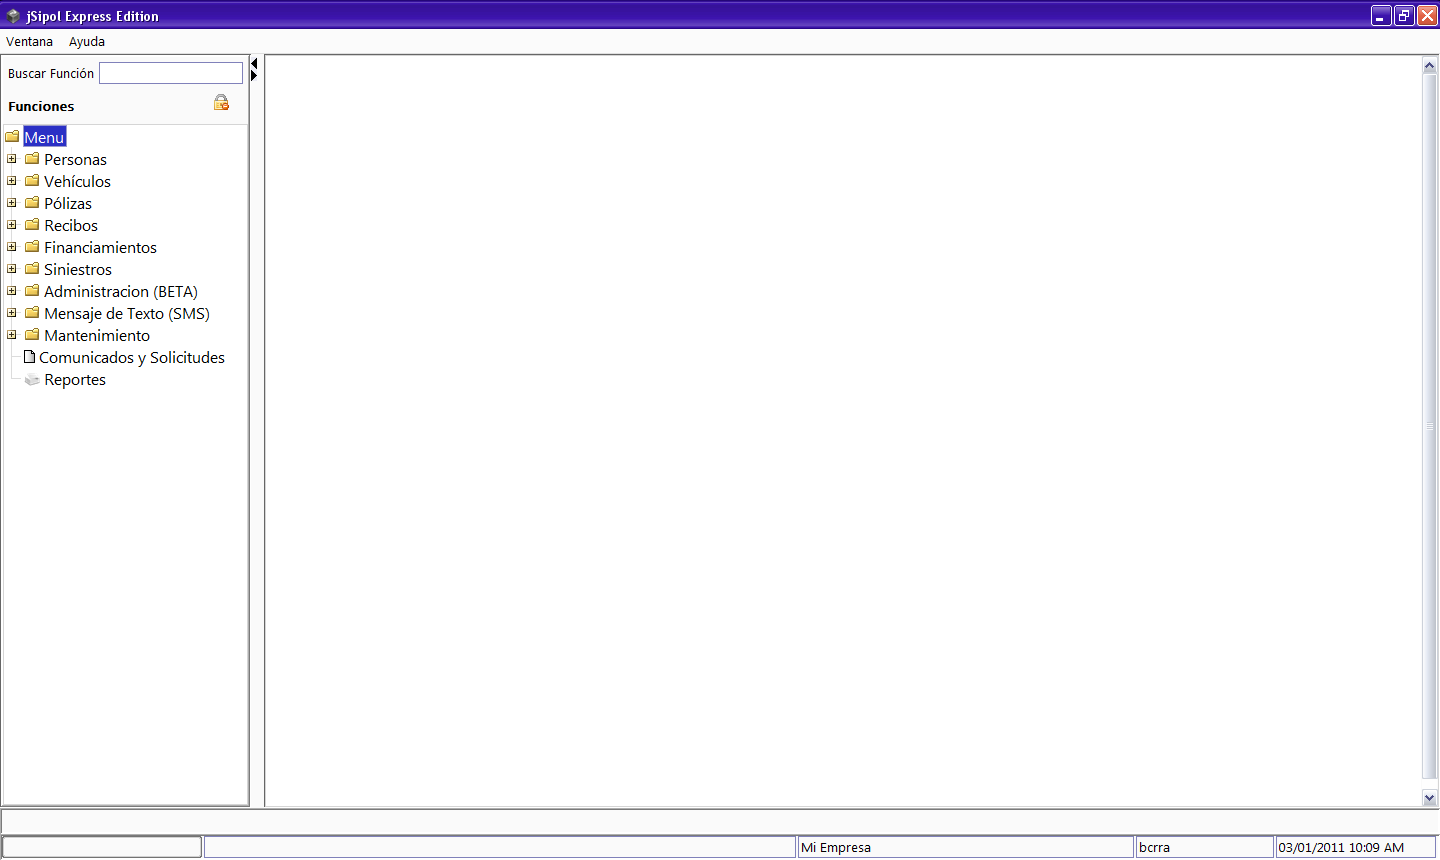 jSipol Express Edition
Ventana Ayuda
Buscar Función
Funciones
Menu
Personas
Vehículos
Pólizas
Recibos
Financiamientos
Siniestros
Administracion (BETA)
Mensaje de Texto (SMS)
Mantenimiento
Comunicados y Solicitudes
Reportes
Mi Empresa bcrra 03/01/2011 10:09 AM